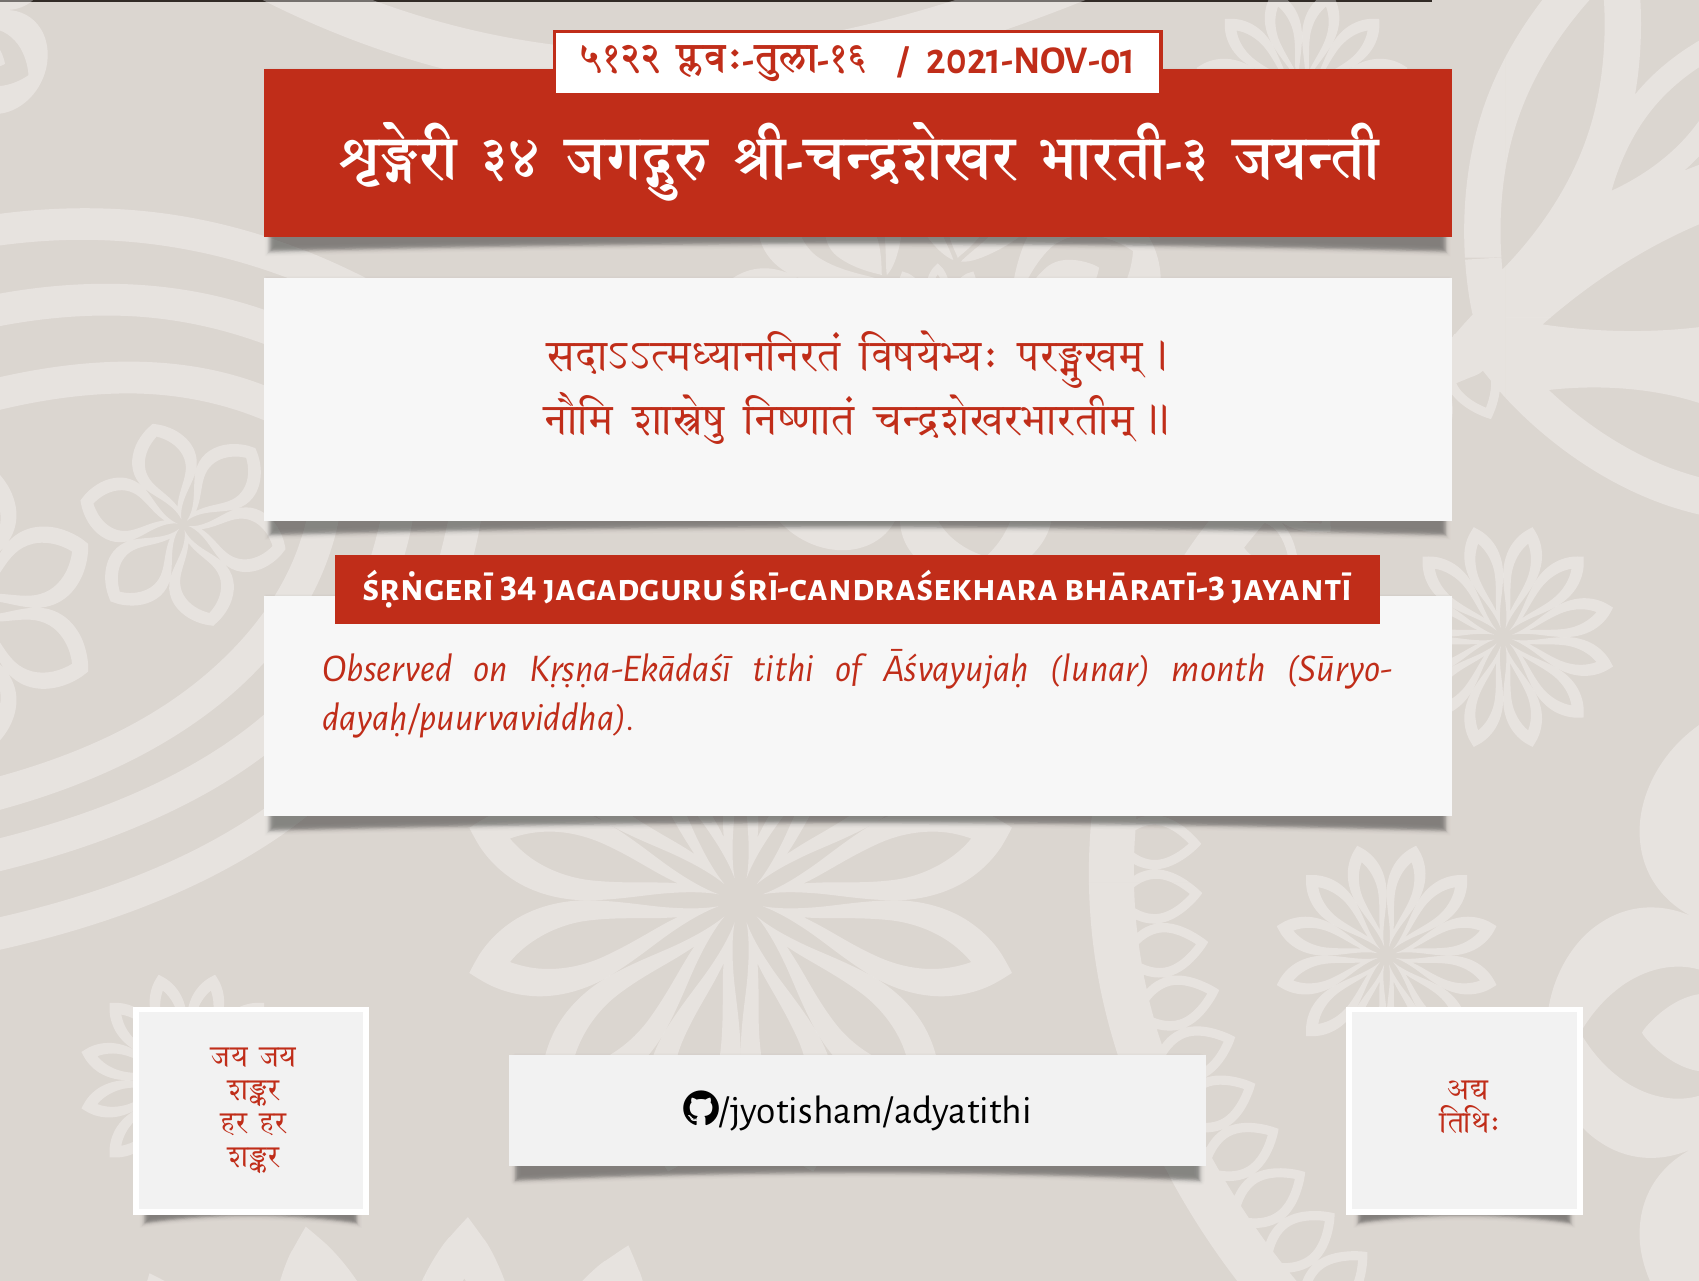 ५१२२ प्लवः-तुला-१६ / 2021-NOV-01
शृङ्गेरी ३४ जगद्गुरु श्री-चन्द्रशेखर भारती-३ जयन्ती
सदाऽऽत्मध्याननिरतं विषयेभ्यः परङ्मुखम्।
नौमि शास्त्रेषु निष्णातं चन्द्रशेखरभारतीम्॥
ŚṚṄGERĪ 34 JAGADGURU ŚRĪ-CANDRAŚEKHARA BHĀRATĪ-3 JAYANTĪ
Observed on Kṛṣṇa-Ekādaśī tithi of Āśvayujaḥ (lunar) month (Sūryo-
dayaḥ/puurvaviddha).
जय जय
शङ्कर
हर हर
शङ्कर
/jyotisham/adyatithi
अद्य
तिथिः